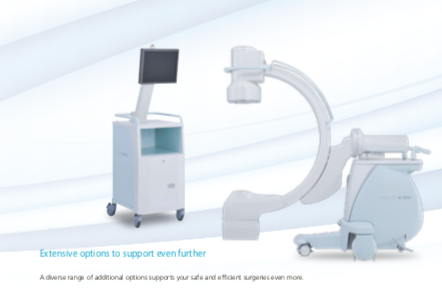 Extensive options to support even further
A diverse range of additional options supports your safe and efficient surgeries even more.